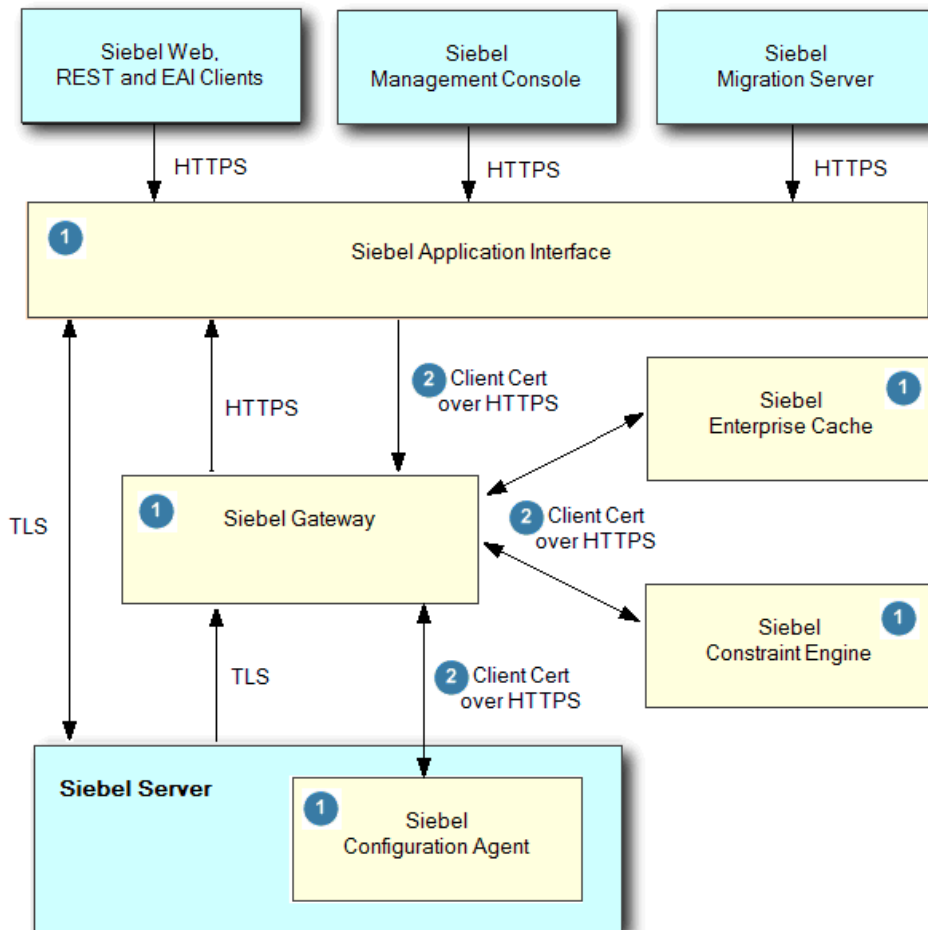 Siebel Web,
REST and EAI Clients
Siebel
Management Console
Siebel
Migration Server
HTTPS
HTTPS
HTTPS
1
Siebel Application Interface
2 Client Cert
over HTTPS
HTTPS
Siebel
Enterprise Cache
1
1
Siebel Gateway
2 Client Cert
over HTTPS
TLS
Siebel
Constraint Engine
1
TLS
2 Client Cert
over HTTPS
Siebel Server
1
Siebel
Configuration Agent